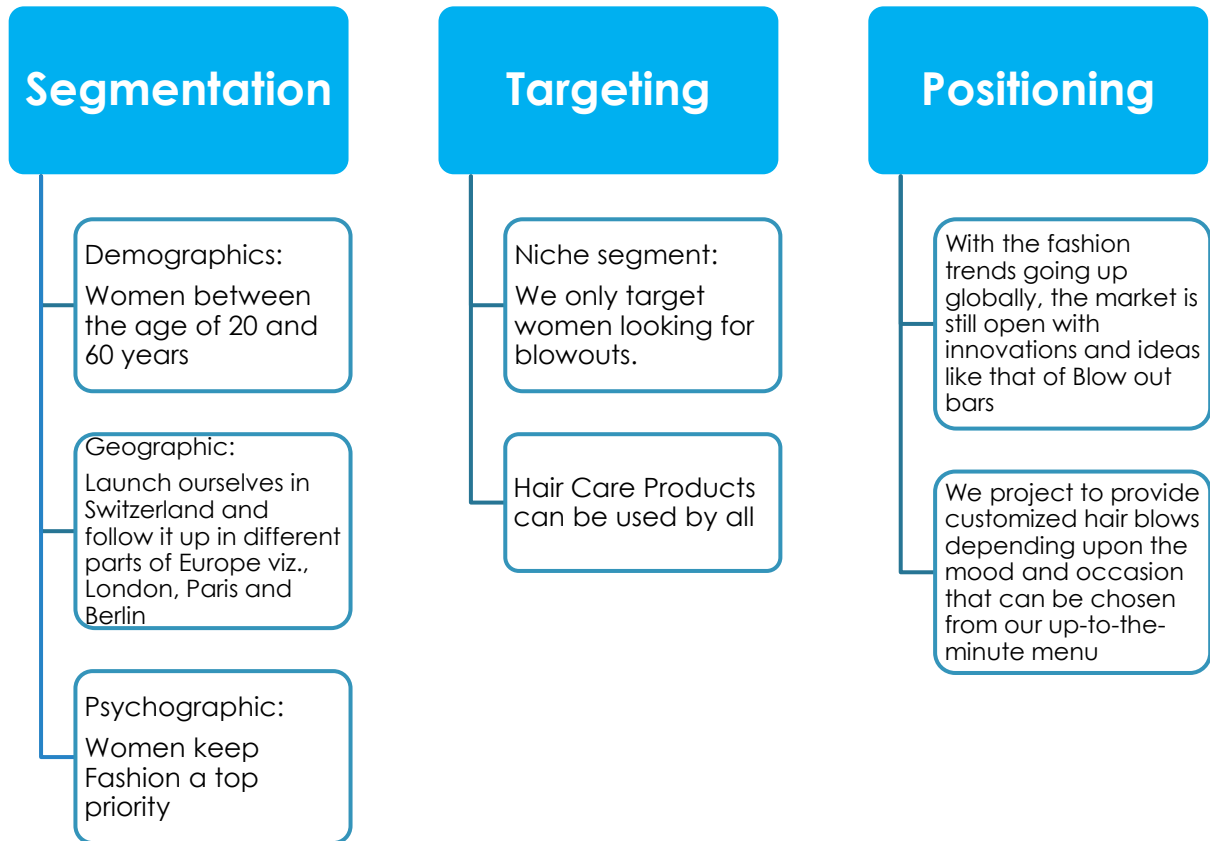 Segmentation
Demographics:
Women between
the age of 20 and
60 years
Geographic:
Launch ourselves in
Switzerland and
follow it up in different
parts of Europe viz.,
London, Paris and
Berlin
Psychographic:
Women keep
Fashion a top
priority
Targeting
Niche segment:
We only target
women looking for
blowouts.
Hair Care Products
can be used by all
Positioning
With the fashion
trends going up
globally, the market is
still open with
innovations and ideas
like that of Blow out
bars
We project to provide
customized hair blows
depending upon the
mood and occasion
that can be chosen
from our up-to-the-
minute menu